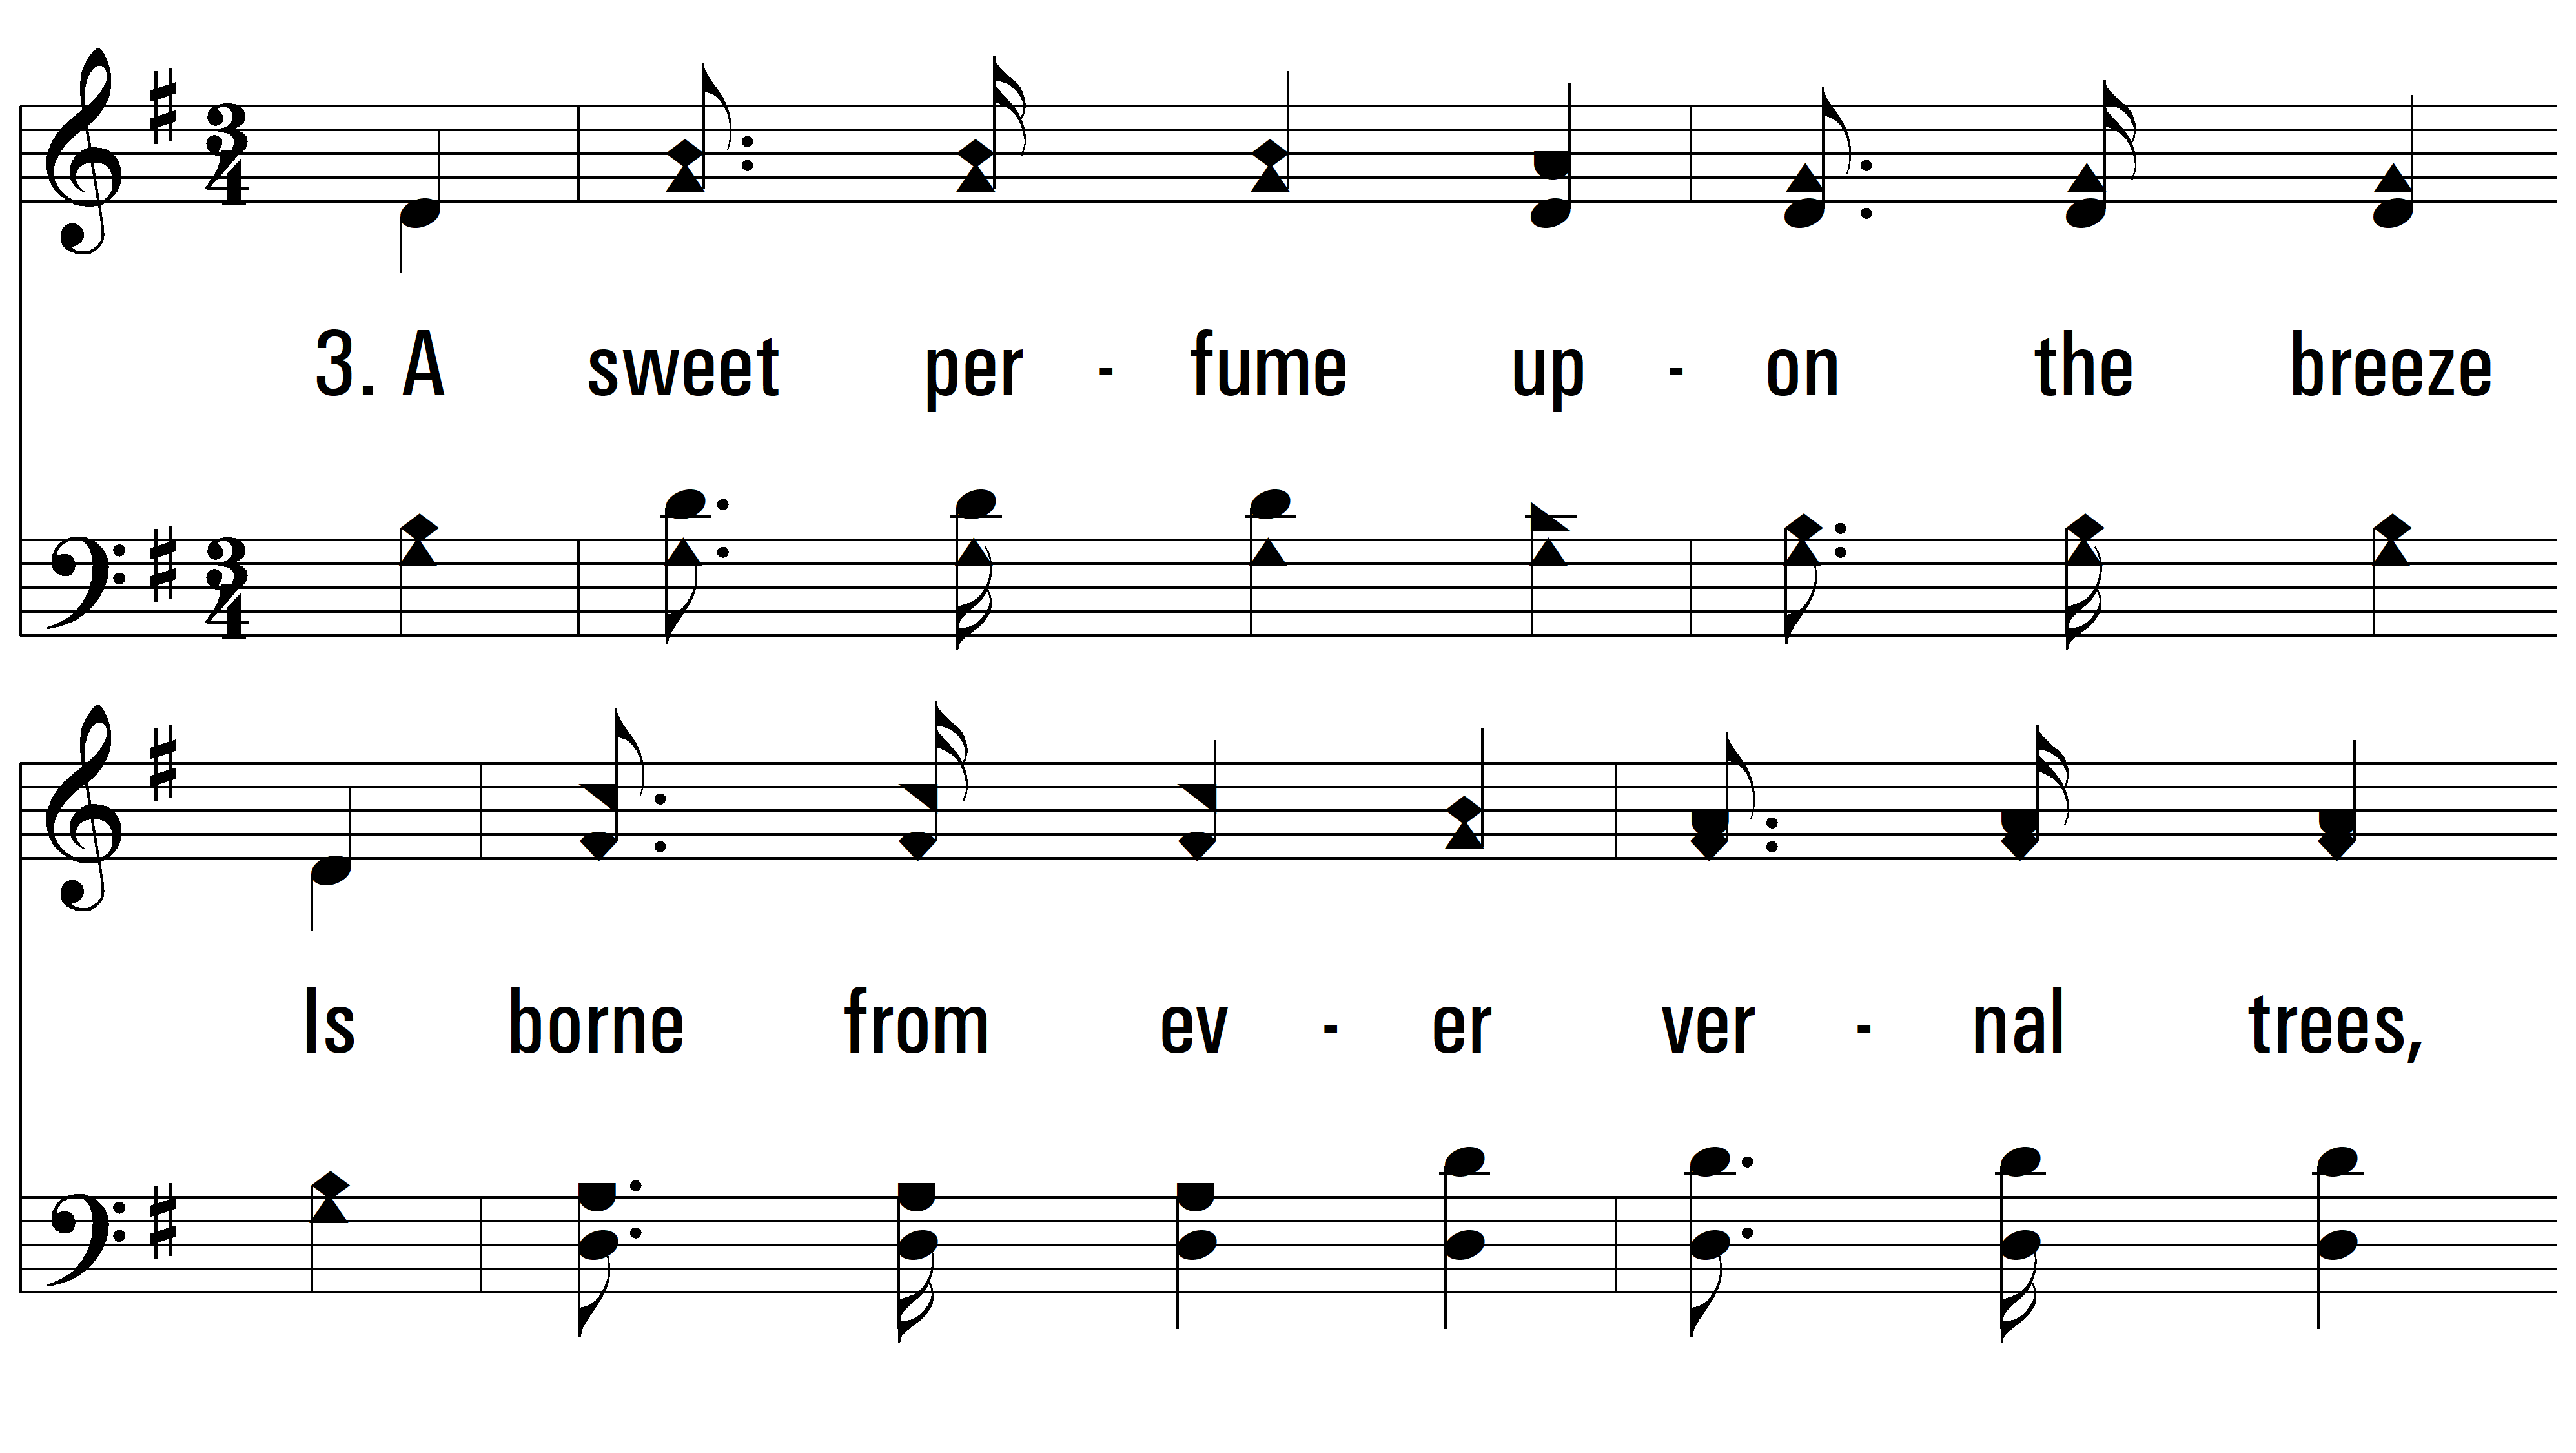 3. A sweet per - fume up - on the breeze
Is borne from ev - er ver - nal trees,